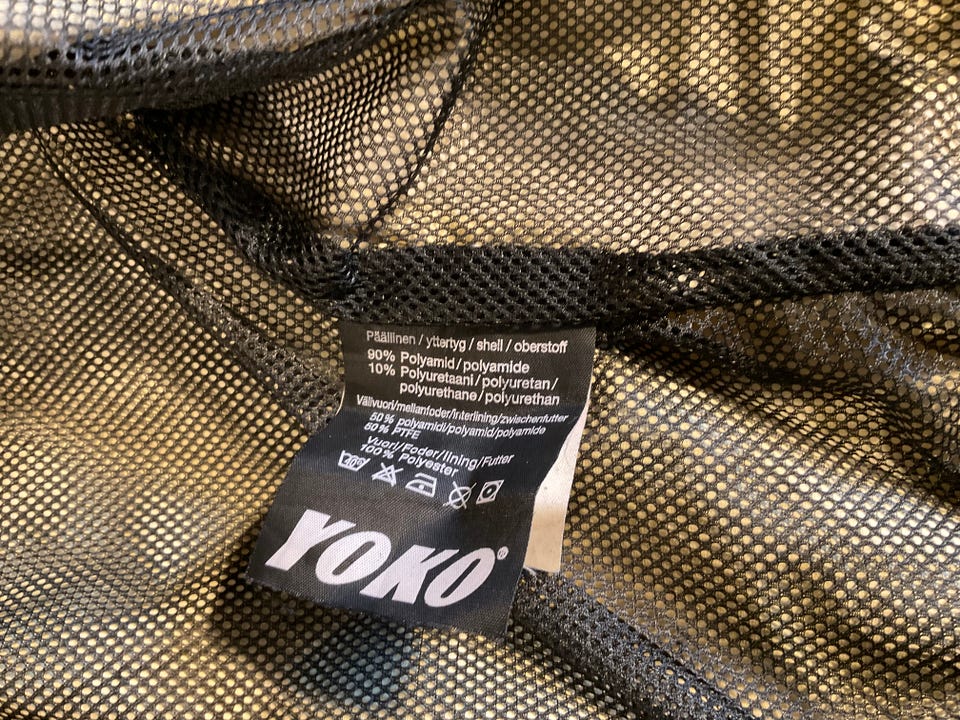 Päällinen / yttertyg / shell / oberstoff
90% Polyamid/polyamide
10% Polyuretaani/polyuretan/
polyurethane/polyurethan
Välivuori/mellanfoder/interlining/zwischenfutter
50% polyamidi/polyamid/polyamide
50% PTFE
Vuori/Foder/lining/Futter
100% Polyester
40°
YOKO®